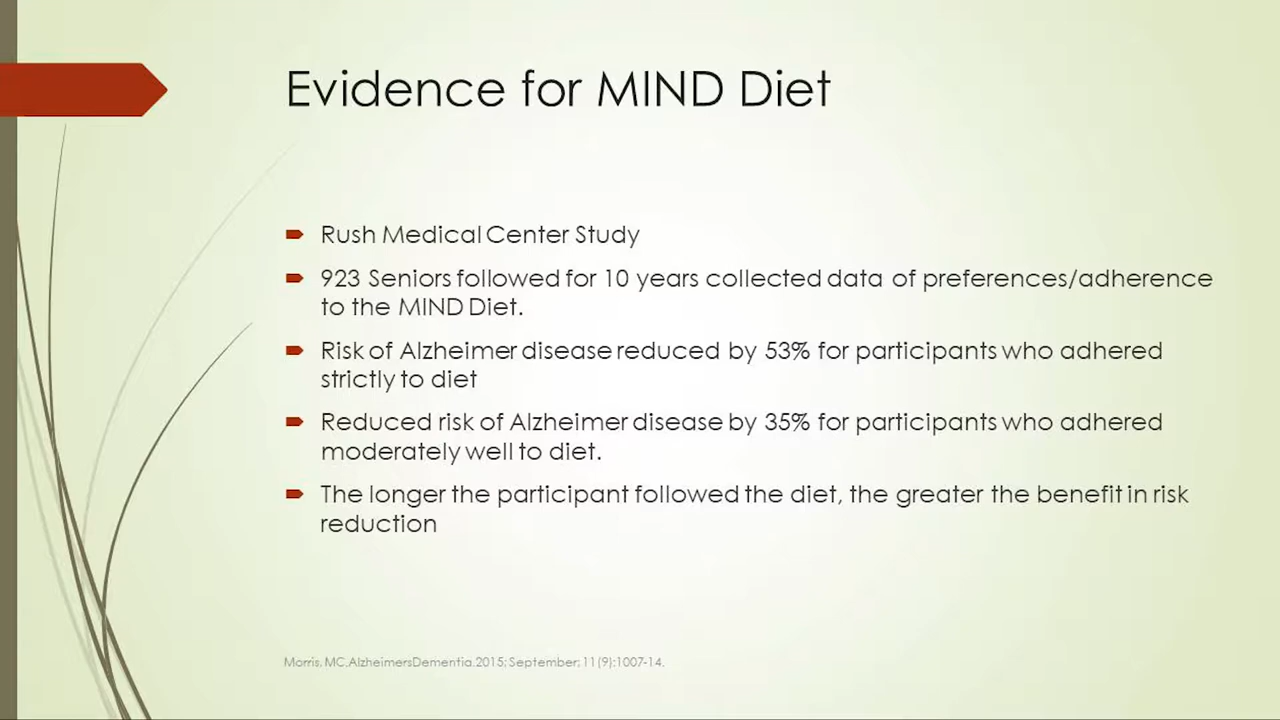 Evidence for MIND Diet
Rush Medical Center Study
923 Seniors followed for 10 years collected data of preferences/adherence
to the MIND Diet.
Risk of Alzheimer disease reduced by 53% for participants who adhered
strictly to diet
Reduced risk of Alzheimer disease by 35% for participants who adhered
moderately well to diet.
The longer the participant followed the diet, the greater the benefit in risk
reduction
Morris, MC.AlzheimersDementia.2015; September; 11(9):1007-14.